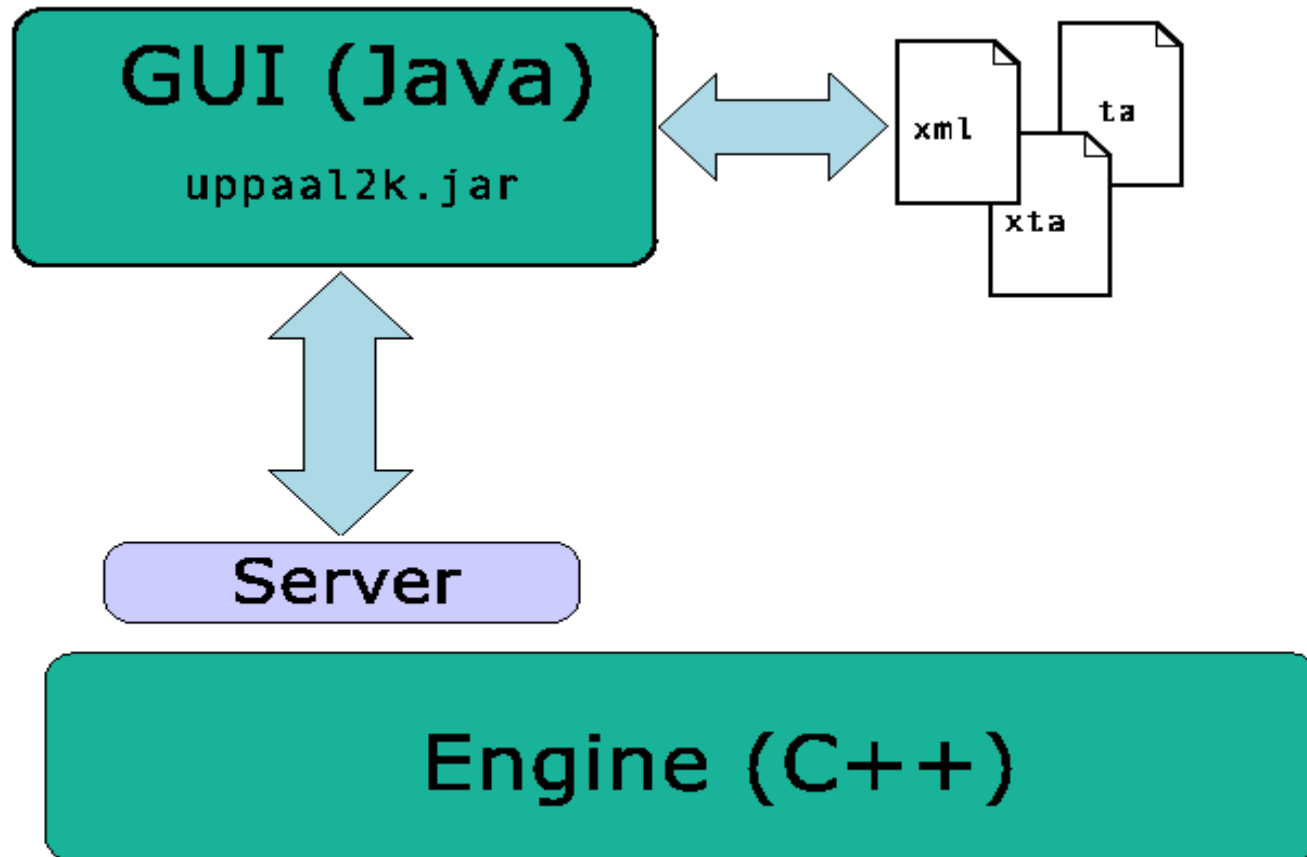 GUI (Java)
uppaal2k.jar
xml
ta
xta
Server
Engine (C++)